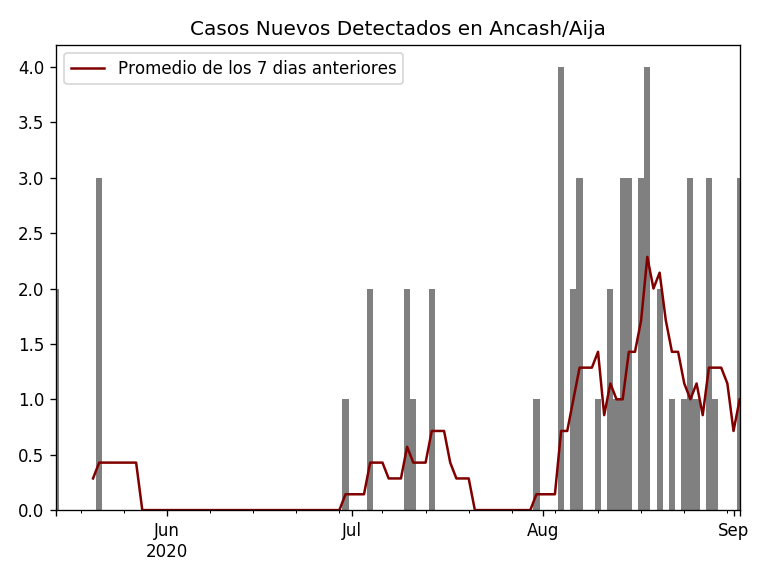 Casos Nuevos Detectados en Ancash/Aija
Promedio de los 7 dias anteriores
4.0
3.5
3.0
2.5
2.0
1.5
1.0
0.5
0.0
Jun
2020
Jul
Aug
Sep